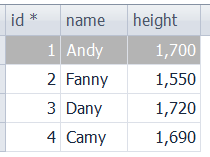 id * name height
1 Andy 1,700
2 Fanny 1,550
3 Dany 1,720
4 Camy 1,690